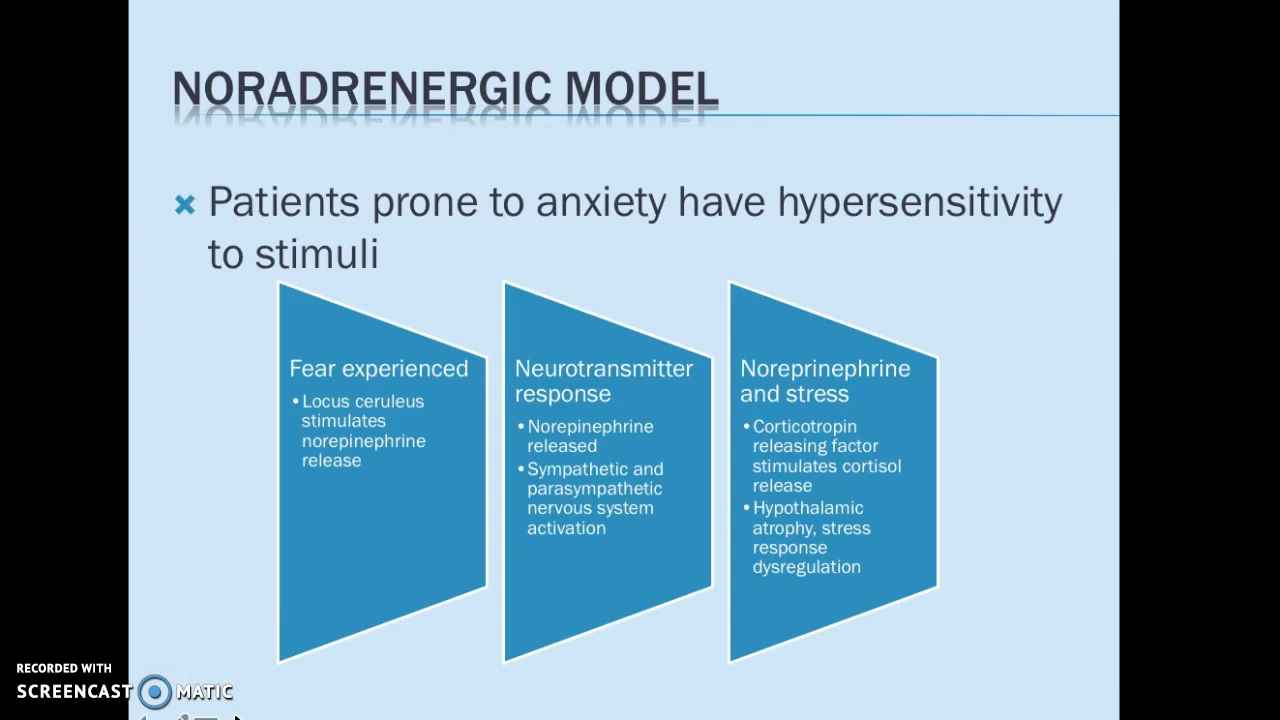 NORADRENERGIC MODEL
Patients prone to anxiety have hypersensitivity
to stimuli
Fear experienced
•Locus ceruleus
stimulates
norepinephrine
release
Neurotransmitter
response
•Norepinephrine
released
•Sympathetic and
parasympathetic
nervous system
activation
Noreprinephrine
and stress
•Corticotropin
releasing factor
stimulates cortisol
release
•Hypothalamic
atrophy, stress
response
dysregulation
RECORDED WITH
SCREENCAST MATIC